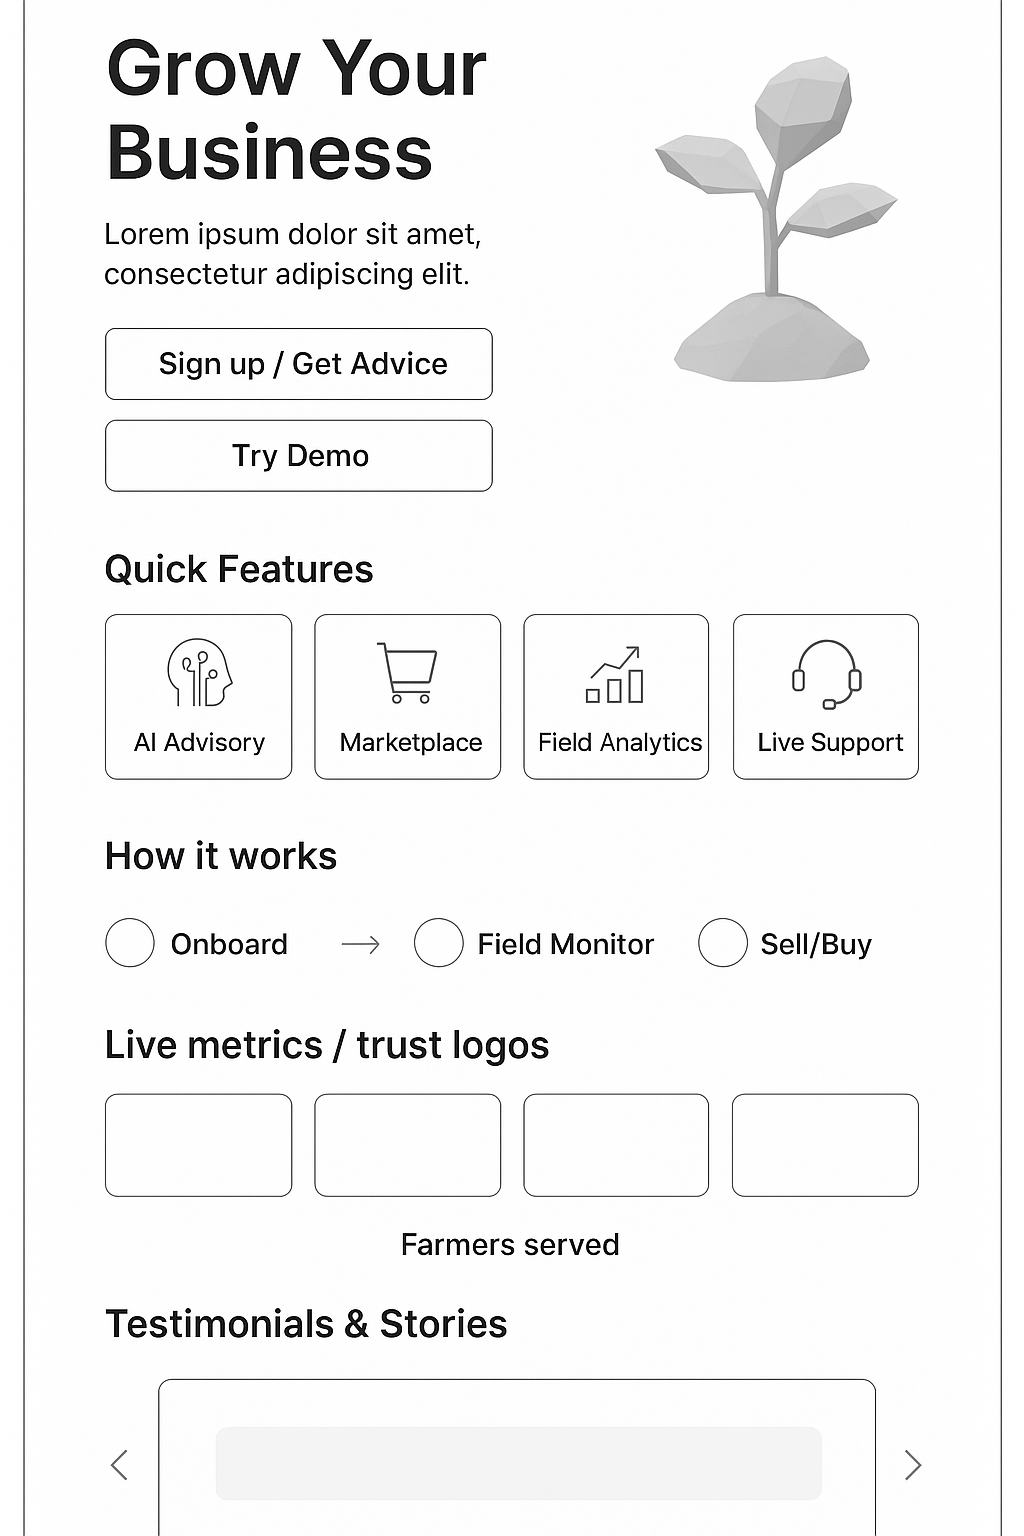 Grow Your
Business
Lorem ipsum dolor sit amet,
consectetur adipiscing elit.
Sign up / Get Advice
Try Demo
Quick Features
AI Advisory
Marketplace
Field Analytics
Live Support
How it works
Onboard
Field Monitor
Sell/Buy
Live metrics / trust logos
Farmers served
Testimonials & Stories